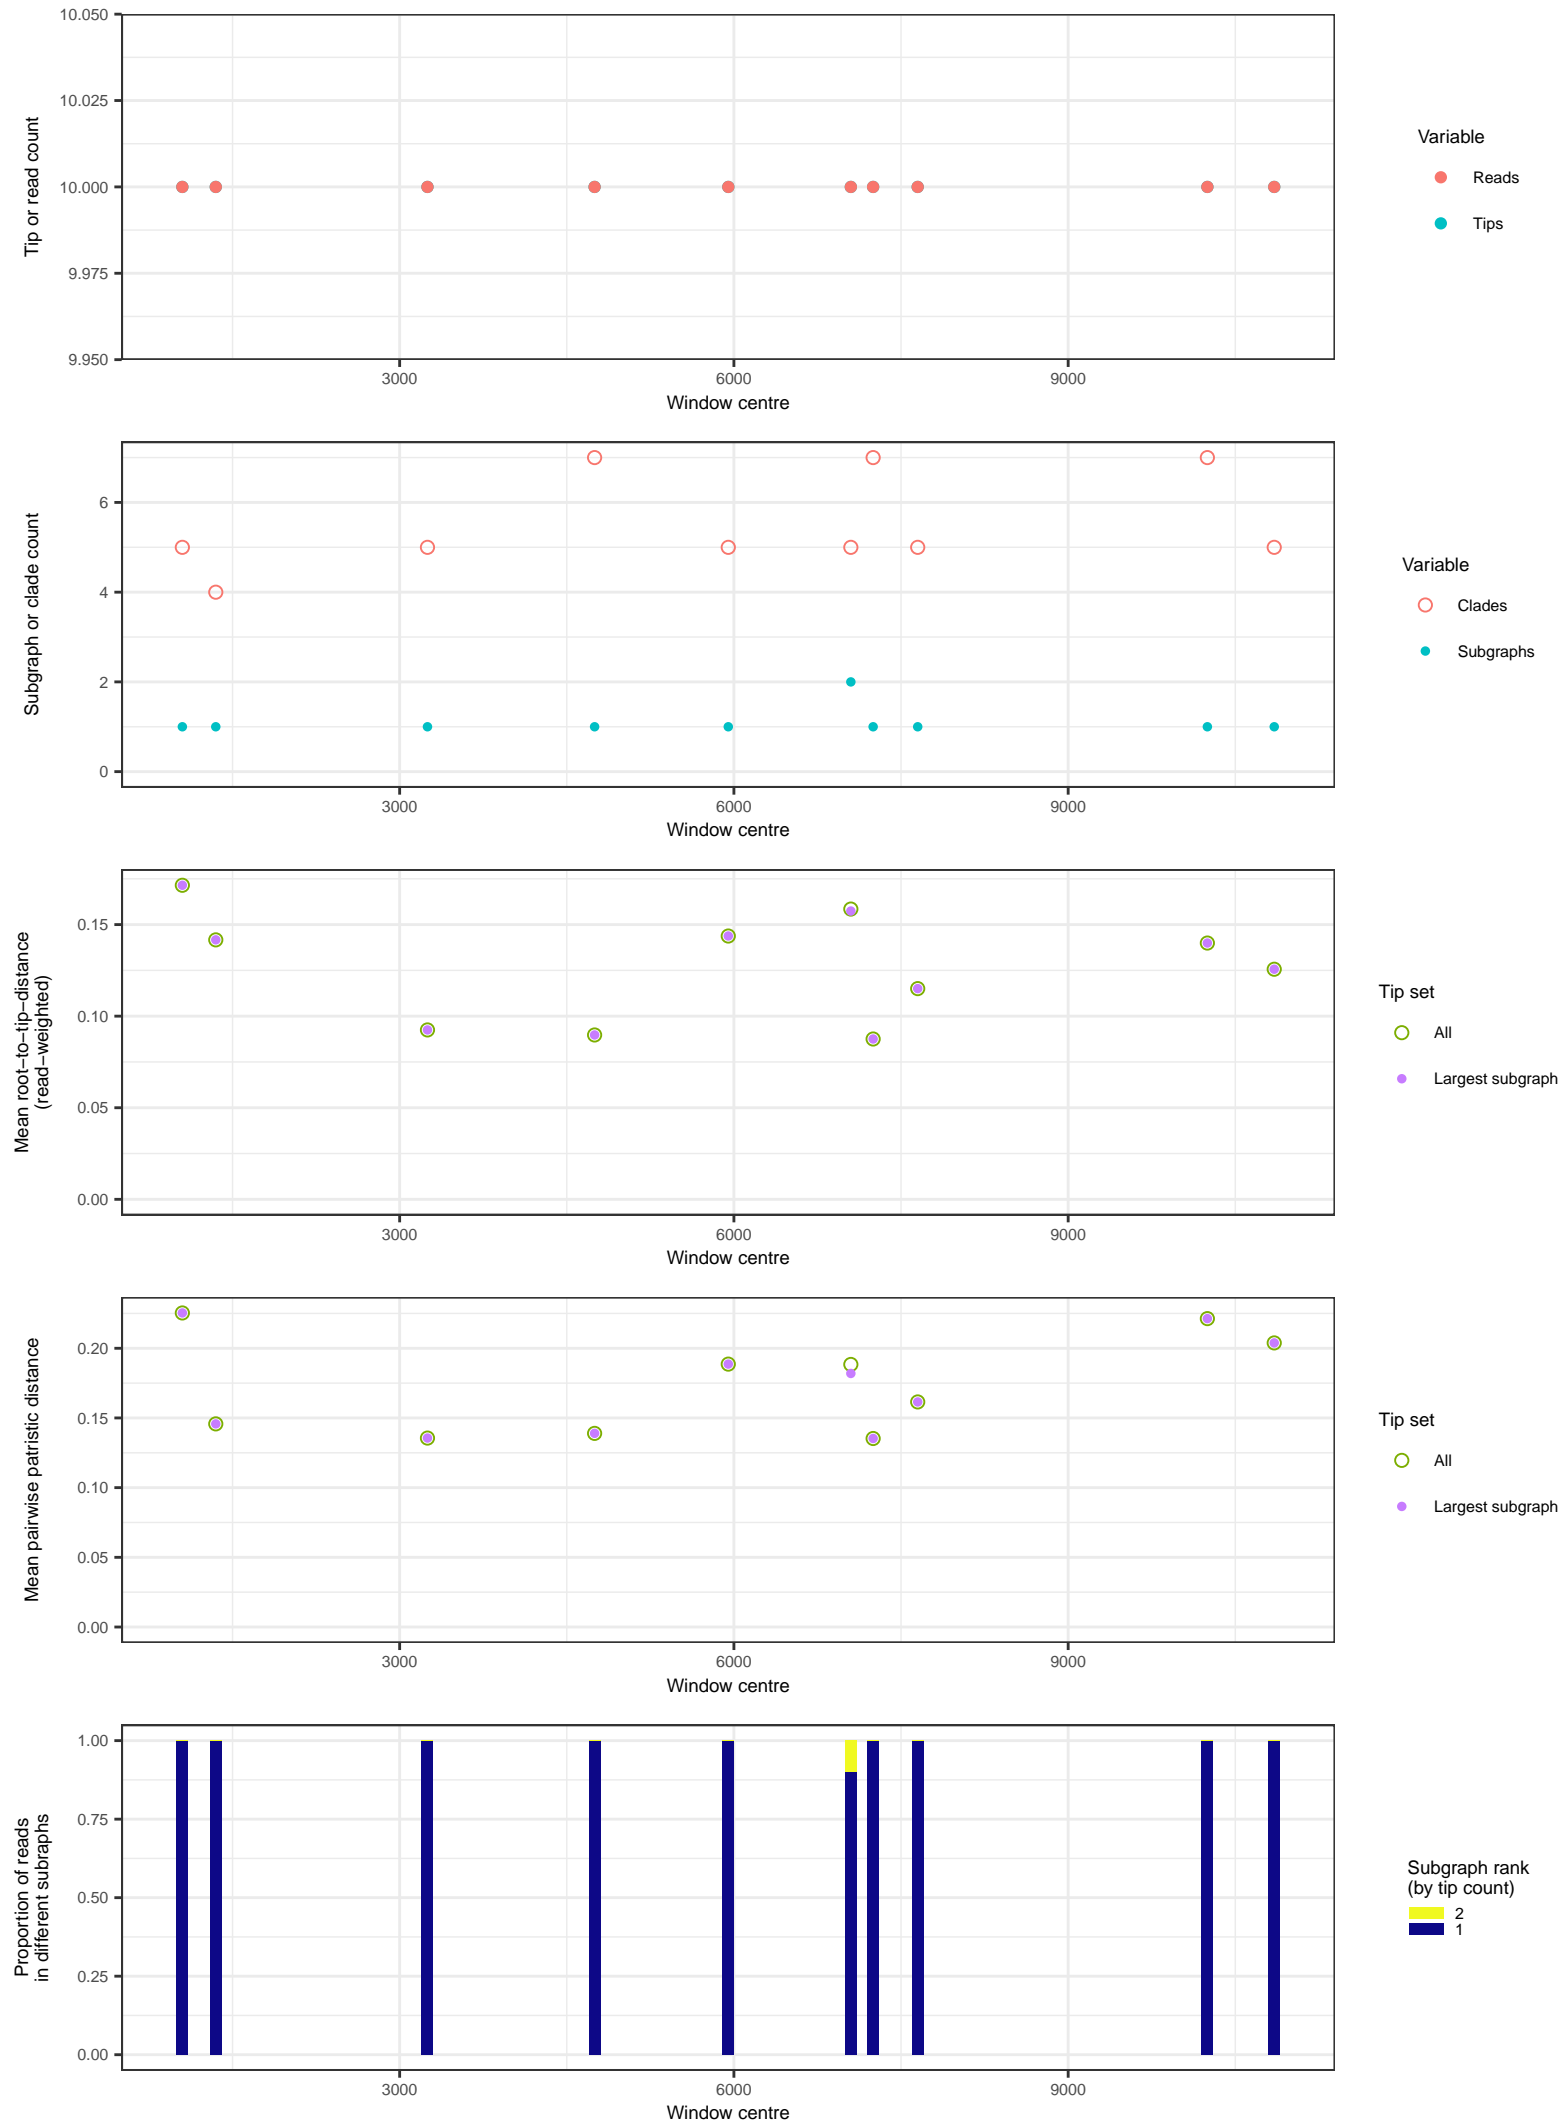 10.050
10.025
10.000
9.975
9.950
Tip or read count
3000
6000
9000
Window centre
Variable
Reads
Tips
6
4
2
0
Subgraph or clade count
3000
6000
9000
Window centre
Variable
Clades
Subgraphs
0.15
0.10
0.05
0.00
Mean root−to−tip−distance
(read−weighted)
3000
6000
9000
Window centre
Tip set
All
Largest subgraph
0.20
0.15
0.10
0.05
0.00
Mean pairwise patristic distance
3000
6000
9000
Window centre
Tip set
All
Largest subgraph
1.00
0.75
0.50
0.25
0.00
Proportion of reads
in different subraphs
3000
6000
9000
Window centre
Subgraph rank
(by tip count)
2
1